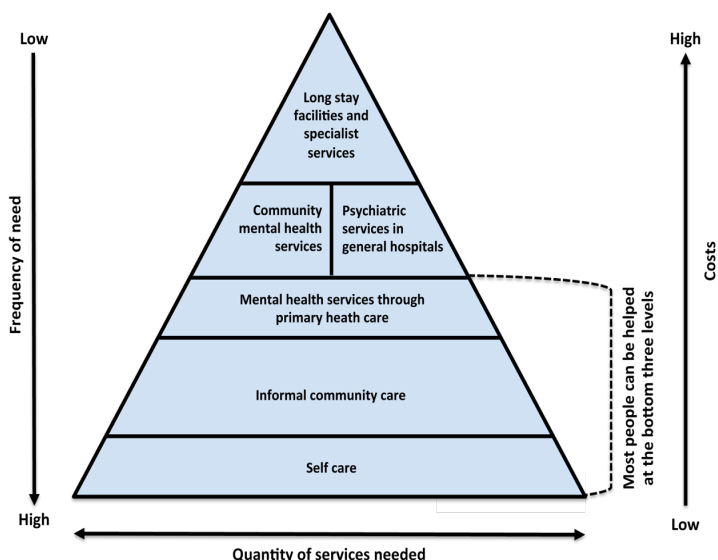 Low
High
Long stay
facilities and
specialist
services
Community
mental health
services
Psychiatric
services in
general hospitals
Frequency of need
Costs
Mental health services through
primary heath care
Most people can be helped
at the bottom three levels
Informal community care
Self care
High
Low
Quantity of services needed